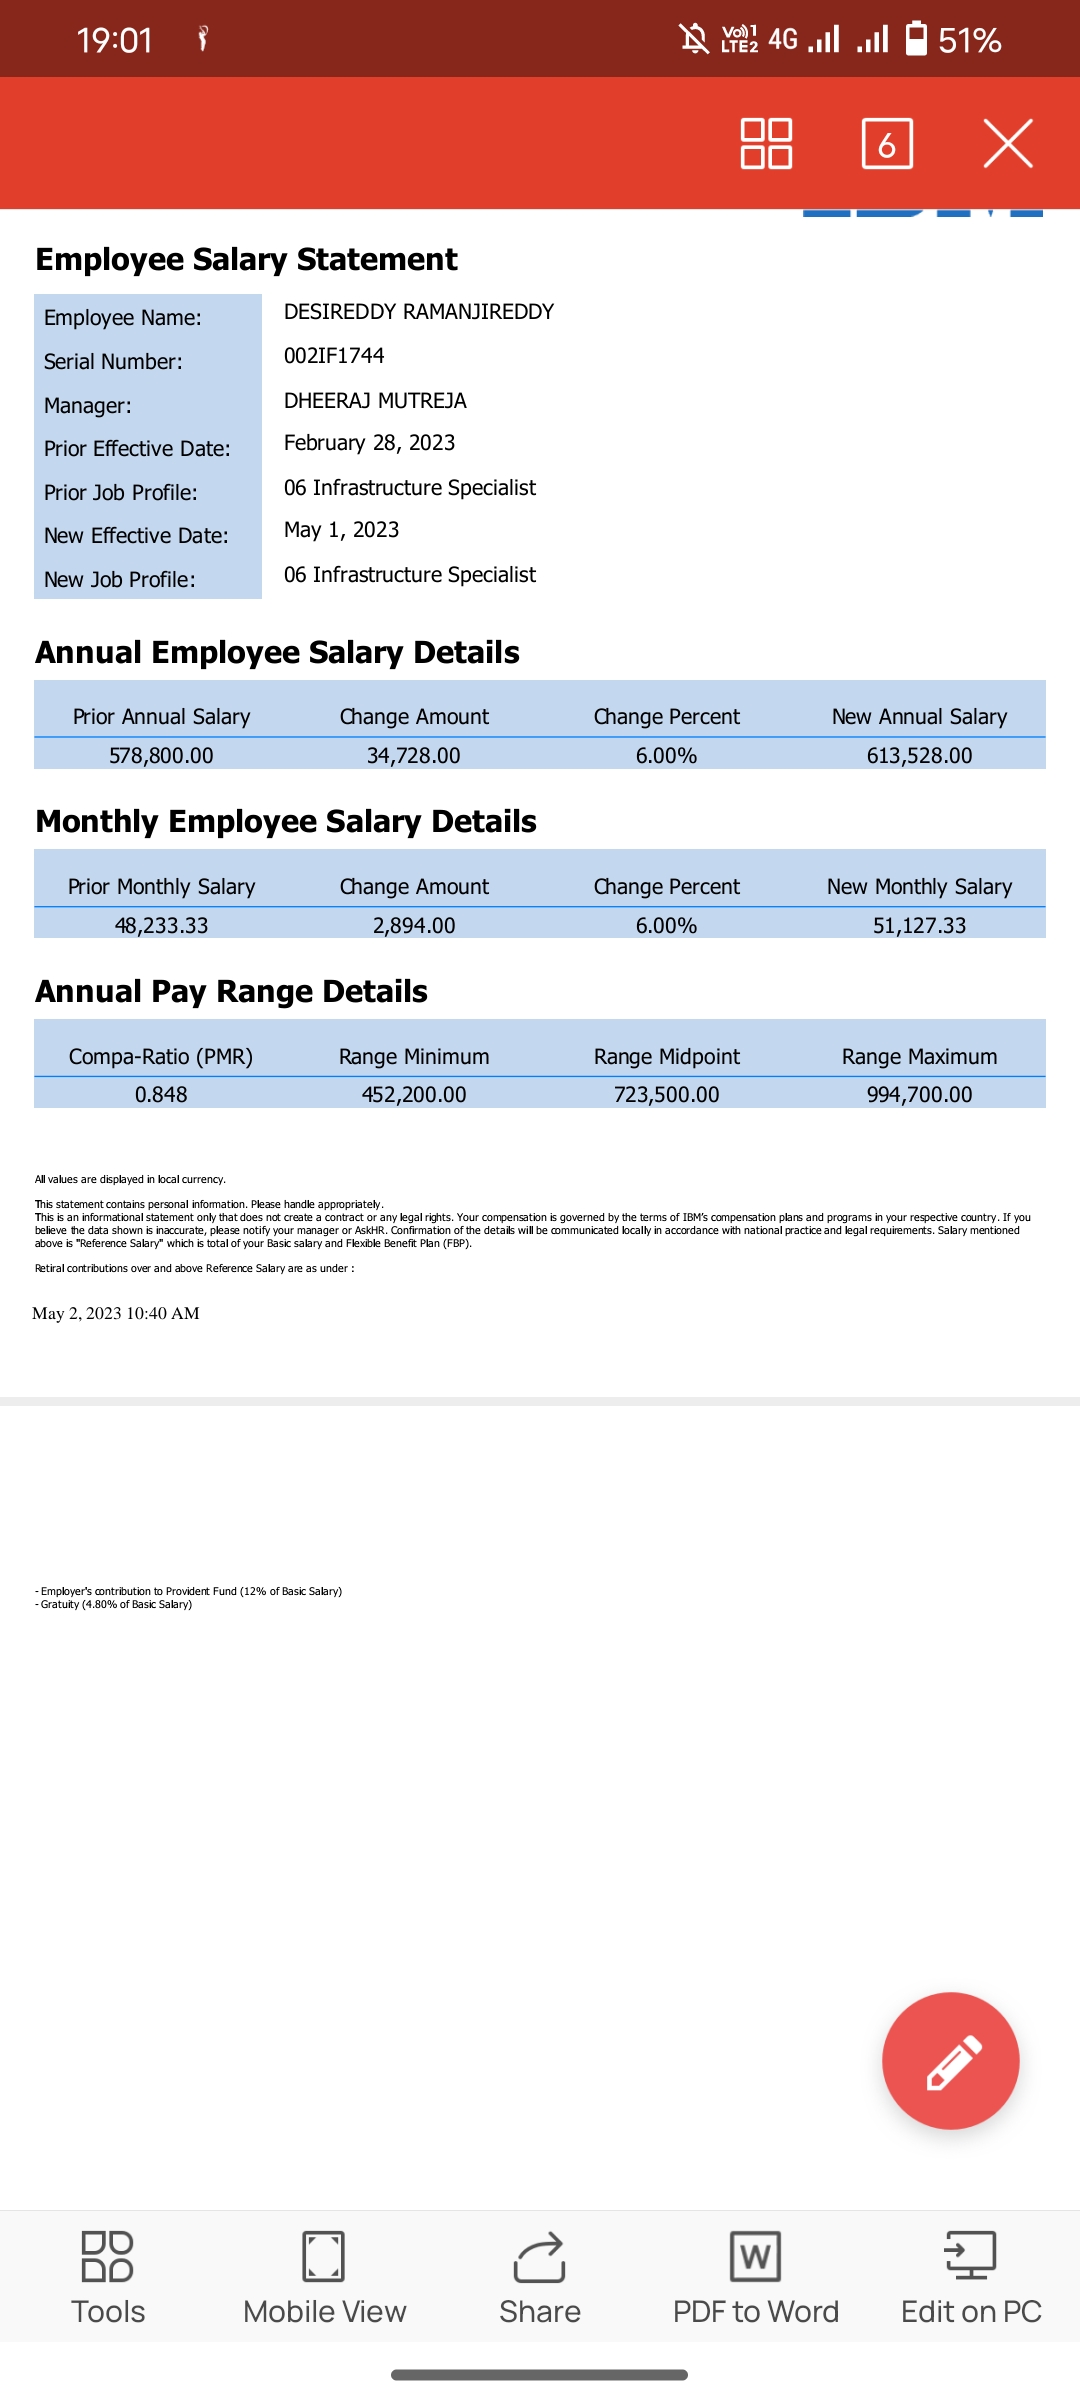 19:01
Vo)) 1
LTE2
4G
51%
6
Employee Salary Statement
Employee Name: DESIREDDY RAMANJIREDDY
Serial Number: 002IF1744
Manager: DHEERAJ MUTREJA
Prior Effective Date: February 28, 2023
Prior Job Profile: 06 Infrastructure Specialist
New Effective Date: May 1, 2023
New Job Profile: 06 Infrastructure Specialist
Annual Employee Salary Details
Prior Annual Salary Change Amount Change Percent New Annual Salary
578,800.00 34,728.00 6.00% 613,528.00
Monthly Employee Salary Details
Prior Monthly Salary Change Amount Change Percent New Monthly Salary
48,233.33 2,894.00 6.00% 51,127.33
Annual Pay Range Details
Compa-Ratio (PMR) Range Minimum Range Midpoint Range Maximum
0.848 452,200.00 723,500.00 994,700.00
All values are displayed in local currency.
This statement contains personal information. Please handle appropriately.
This is an informational statement only that does not create a contract or any legal rights. Your compensation is governed by the terms of IBM's compensation plans and programs in your respective country. If you
believe the data shown is inaccurate, please notify your manager or AskHR. Confirmation of the details will be communicated locally in accordance with national practice and legal requirements. Salary mentioned
above is "Reference Salary" which is total of your Basic salary and Flexible Benefit Plan (FBP).
Retiral contributions over and above Reference Salary are as under :
May 2, 2023 10:40 AM
- Employer's contribution to Provident Fund (12% of Basic Salary)
- Gratuity (4.80% of Basic Salary)
W
Tools Mobile View Share PDF to Word Edit on PC